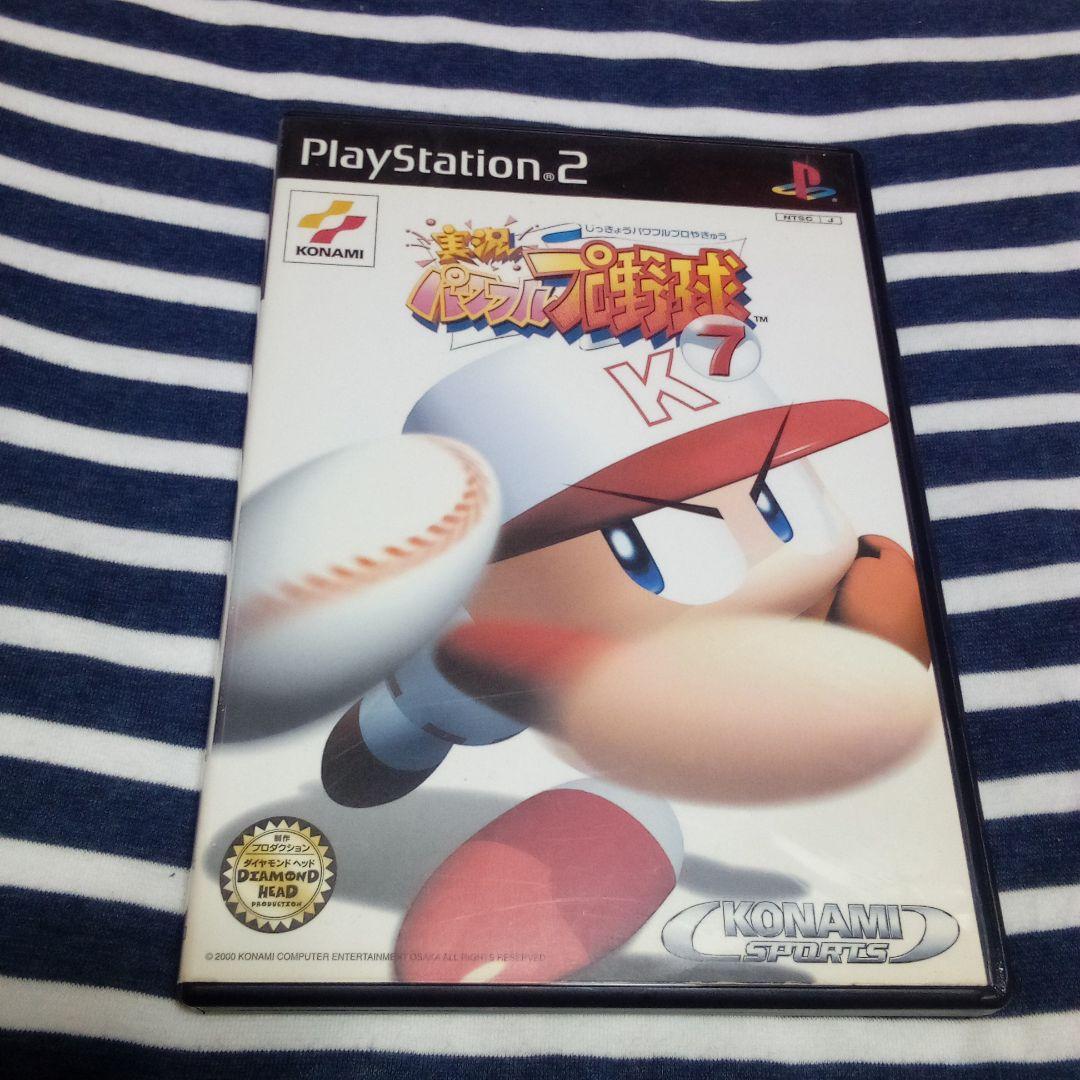 PlayStation®2
NTSC J
KONAMI
じっきょうパワフルプロやきゅう
実況
パワフルプロ野球™
7
K
制作
プロダクション
ダイヤモンド ヘッド
DIAMOND
HEAD
PRODUCTION
KONAMI
SPORTS
© 2000 KONAMI COMPUTER ENTERTAINMENT OSAKA ALL RIGHTS RESERVED